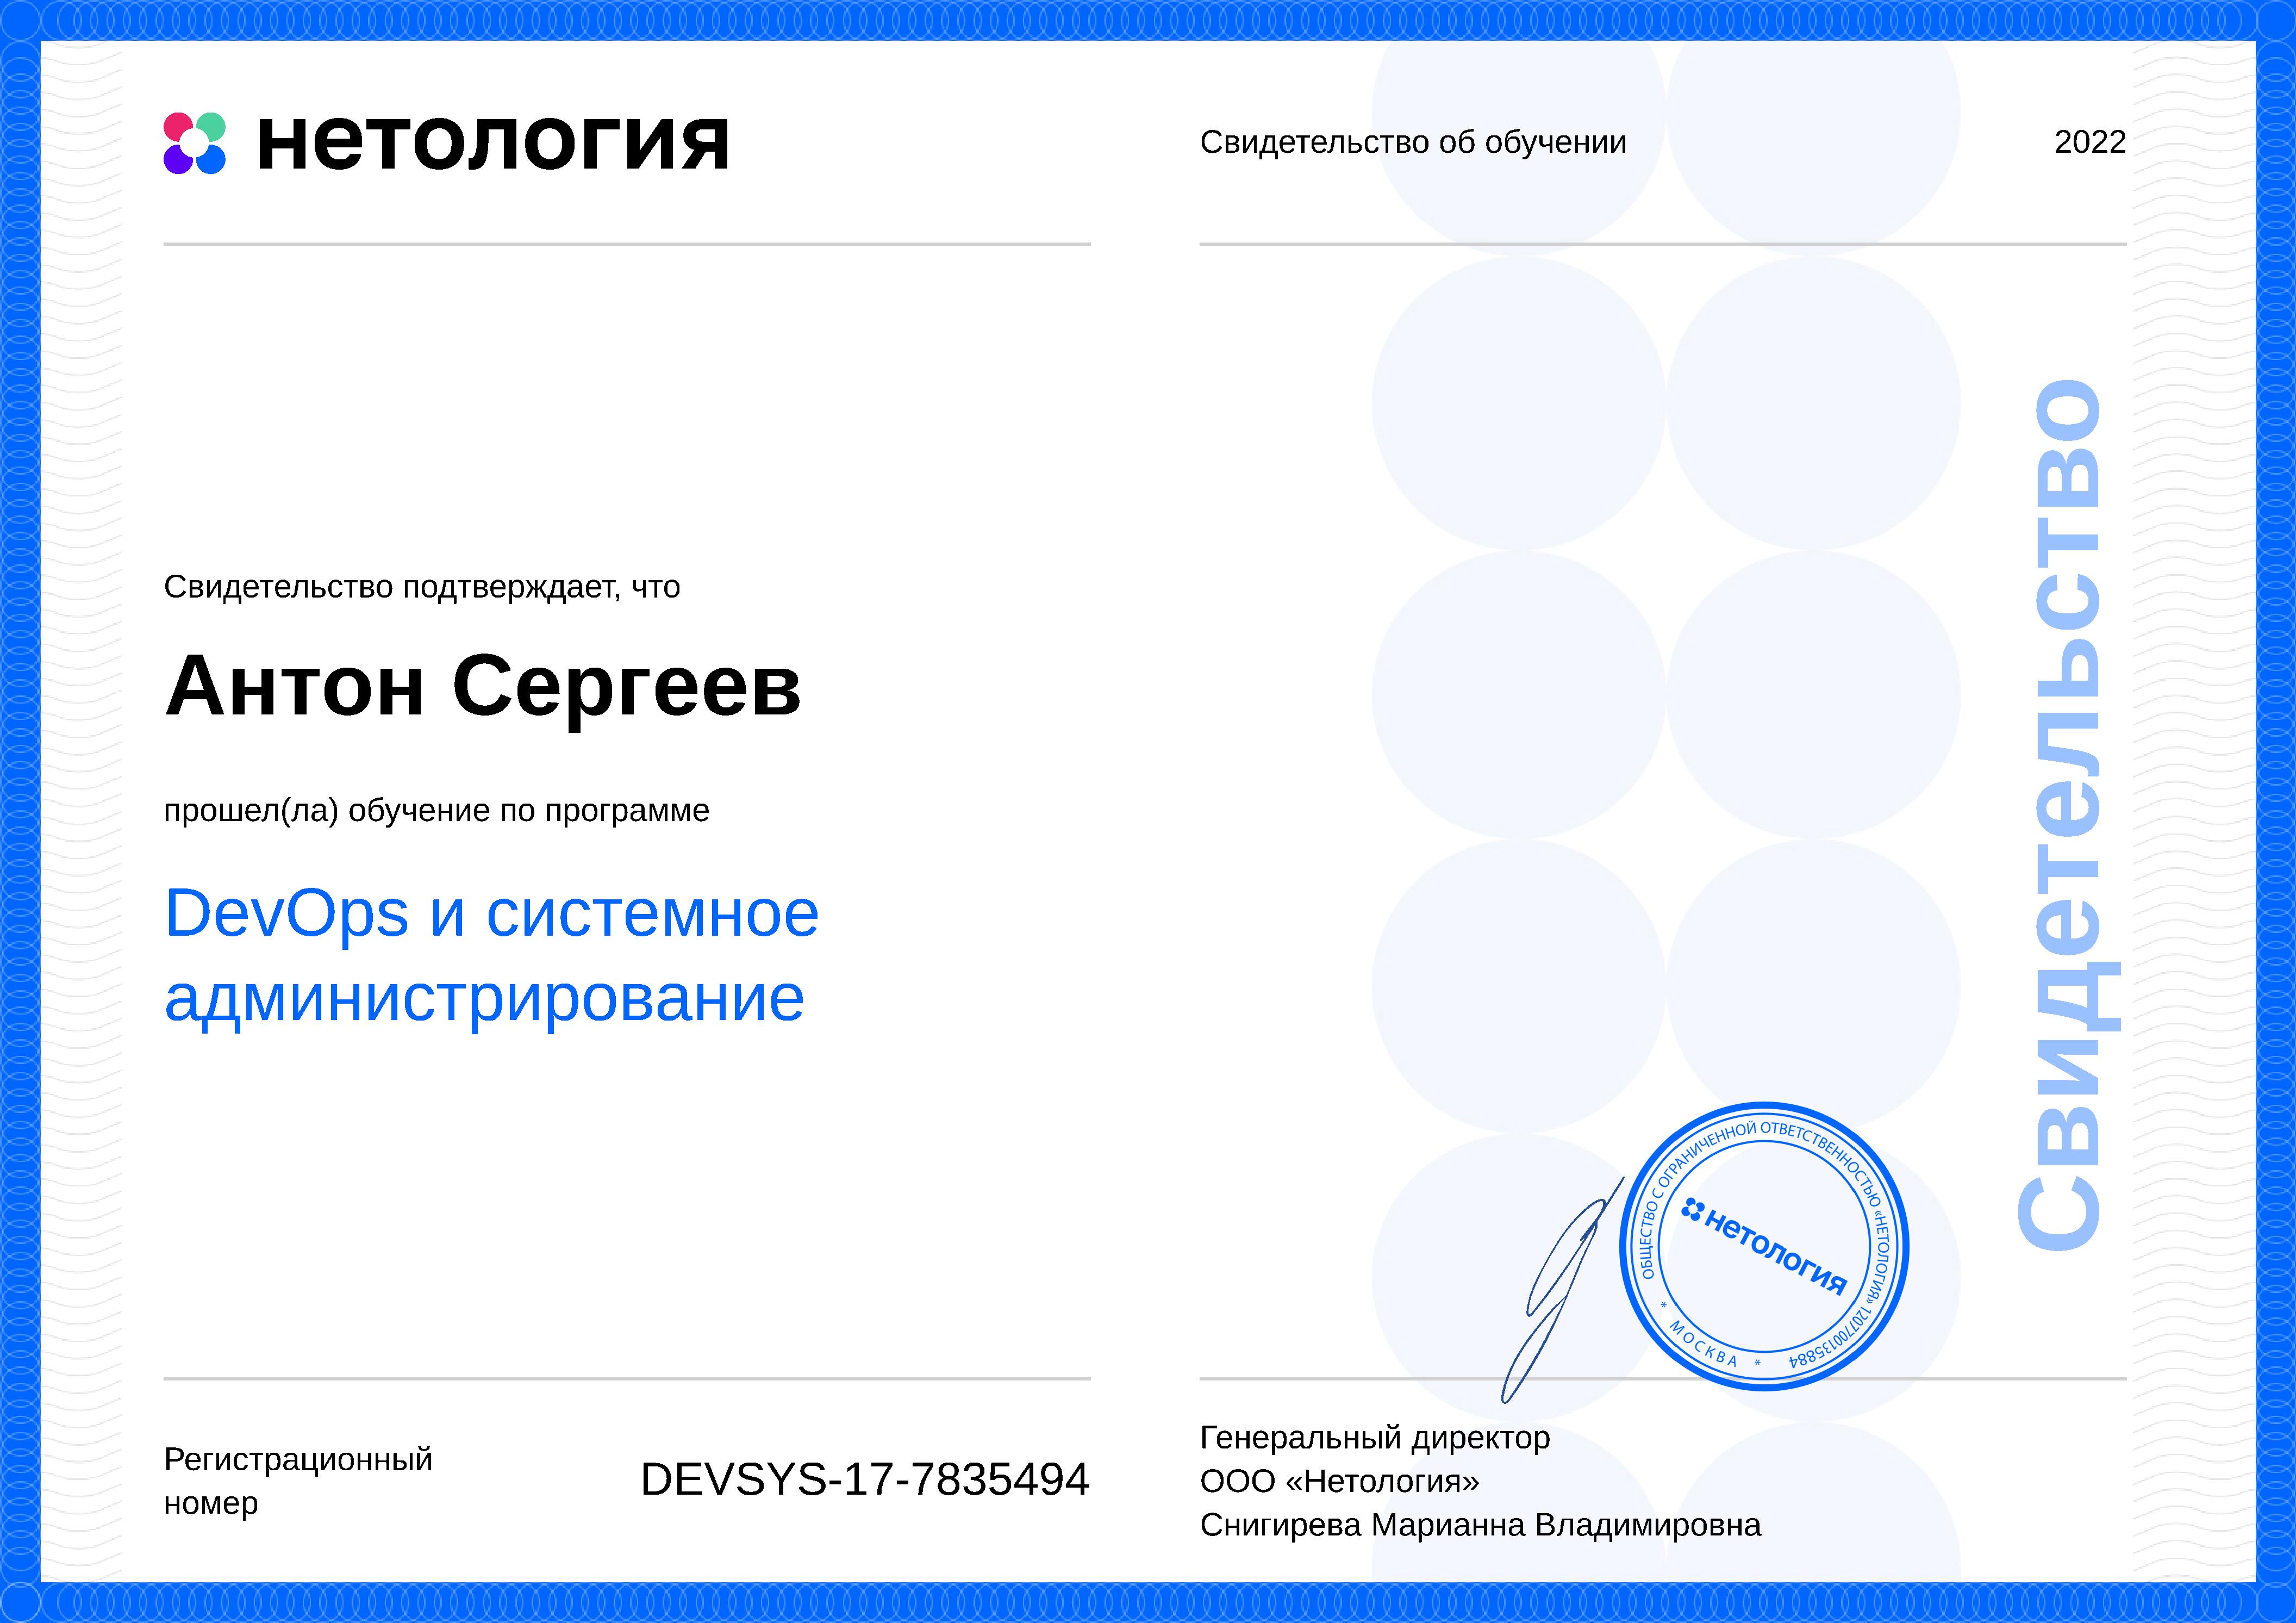 нетология
Свидетельство об обучении
2022
Свидетельство подтверждает, что
Антон Сергеев
прошел(ла) обучение по программе
DevOps и системное
администрирование
Свидетельство
ОБЩЕСТВО С ОГРАНИЧЕННОЙ ОТВЕТСТВЕННОСТЬЮ «НЕТОЛОГИЯ» 1207700135884
* МОСКВА *
нетология
Регистрационный
номер
DEVSYS-17-7835494
Генеральный директор
ООО «Нетология»
Снигирева Марианна Владимировна